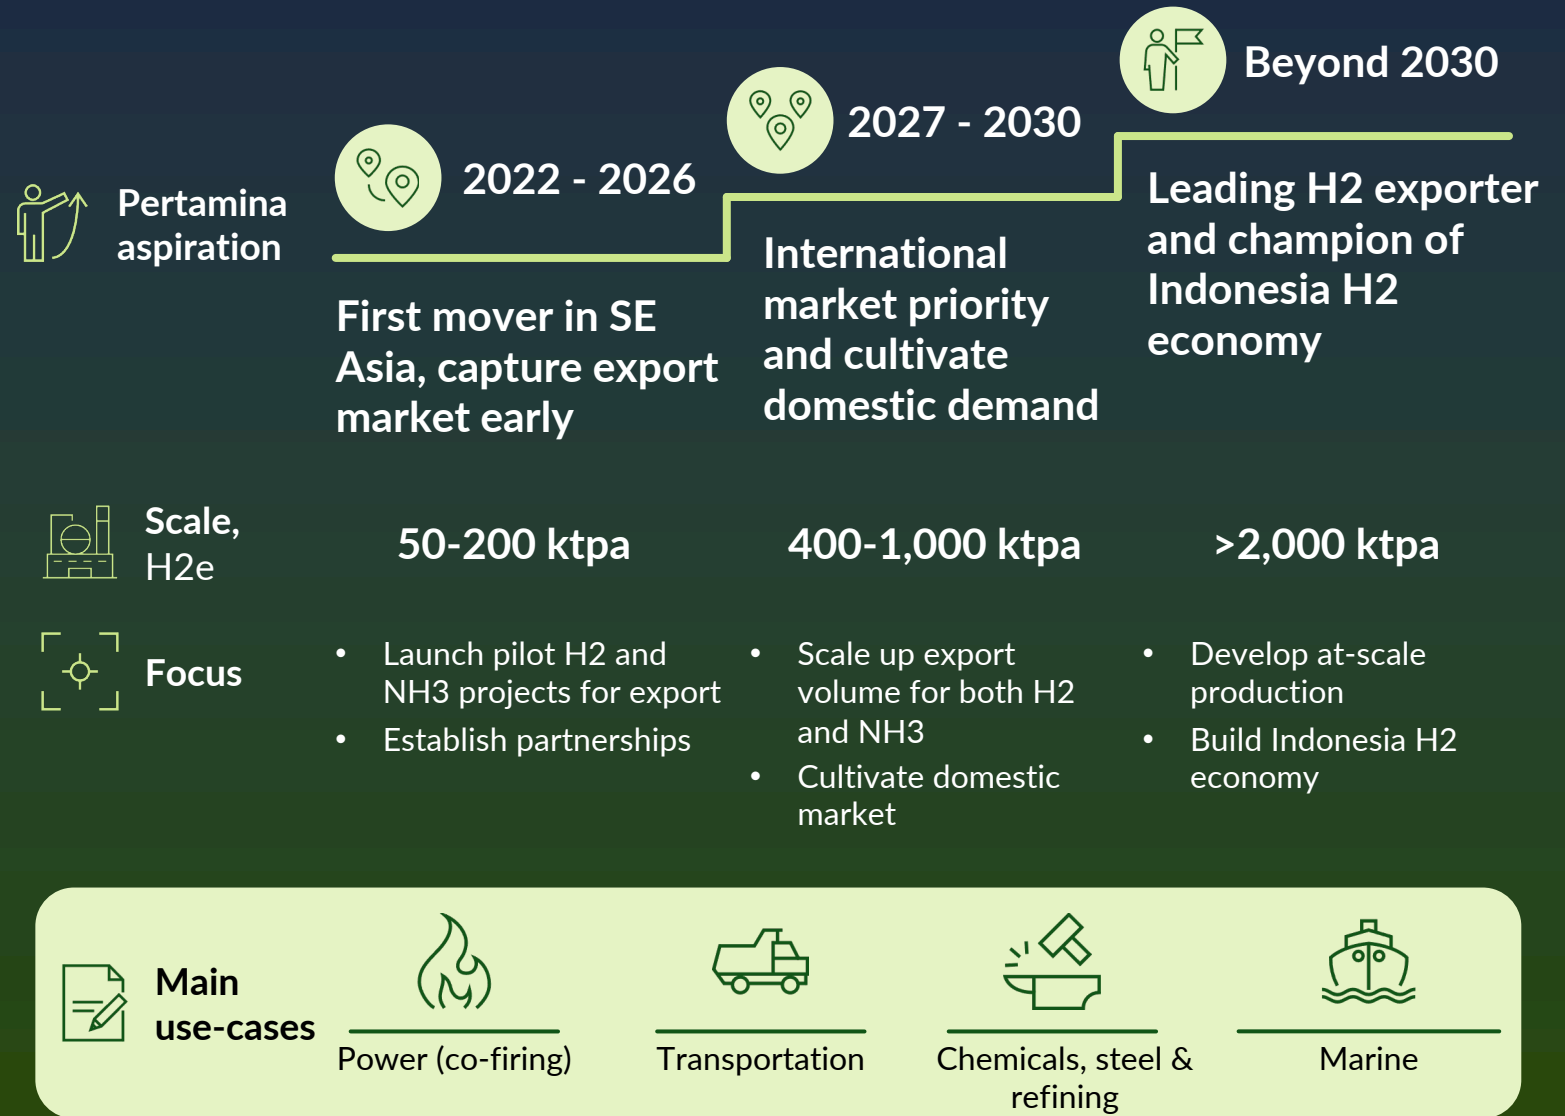 Beyond 2030
2027 - 2030
2022 - 2026
Pertamina
aspiration
First mover in SE
Asia, capture export
market early
International
market priority
and cultivate
domestic demand
Leading H2 exporter
and champion of
Indonesia H2
economy
Scale,
H2e
50-200 ktpa
400-1,000 ktpa
>2,000 ktpa
Focus
• Launch pilot H2 and
NH3 projects for export
• Establish partnerships
• Scale up export
volume for both H2
and NH3
• Cultivate domestic
market
• Develop at-scale
production
• Build Indonesia H2
economy
Main
use-cases
Power (co-firing)
Transportation
Chemicals, steel &
refining
Marine